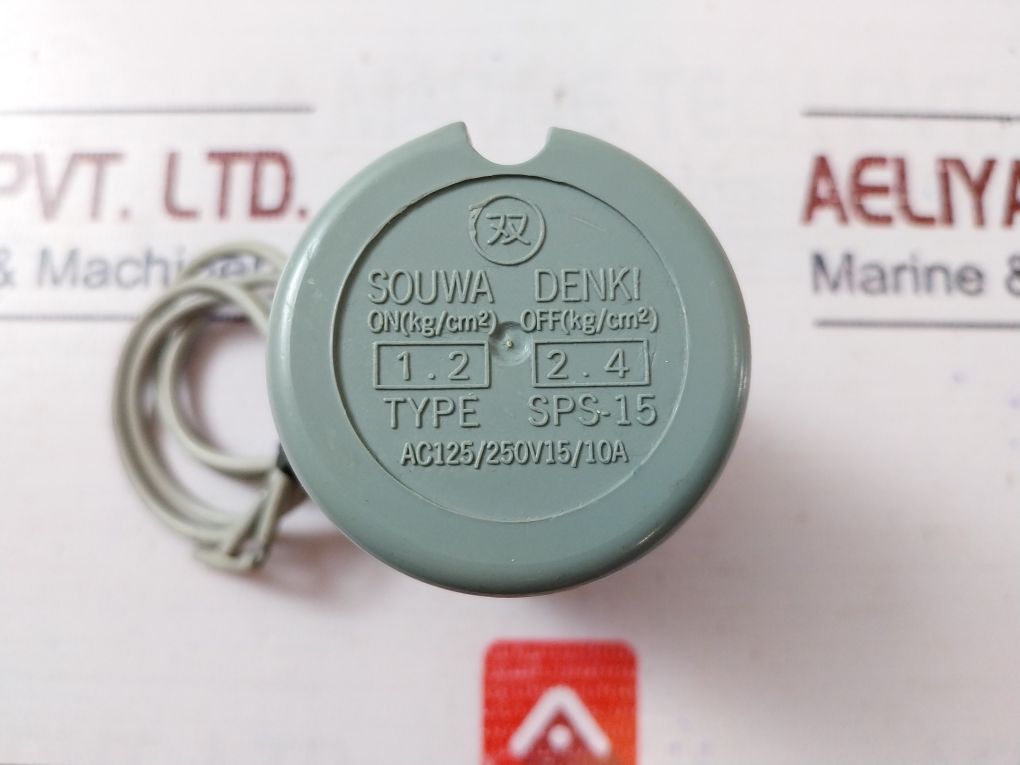 PVT. LTD.
& Machiner
AELIYA
Marine &
双
SOUWA DENKI
ON(kg/cm²) OFF(kg/cm²)
1.2 2.4
TYPE SPS-15
AC125/250V15/10A